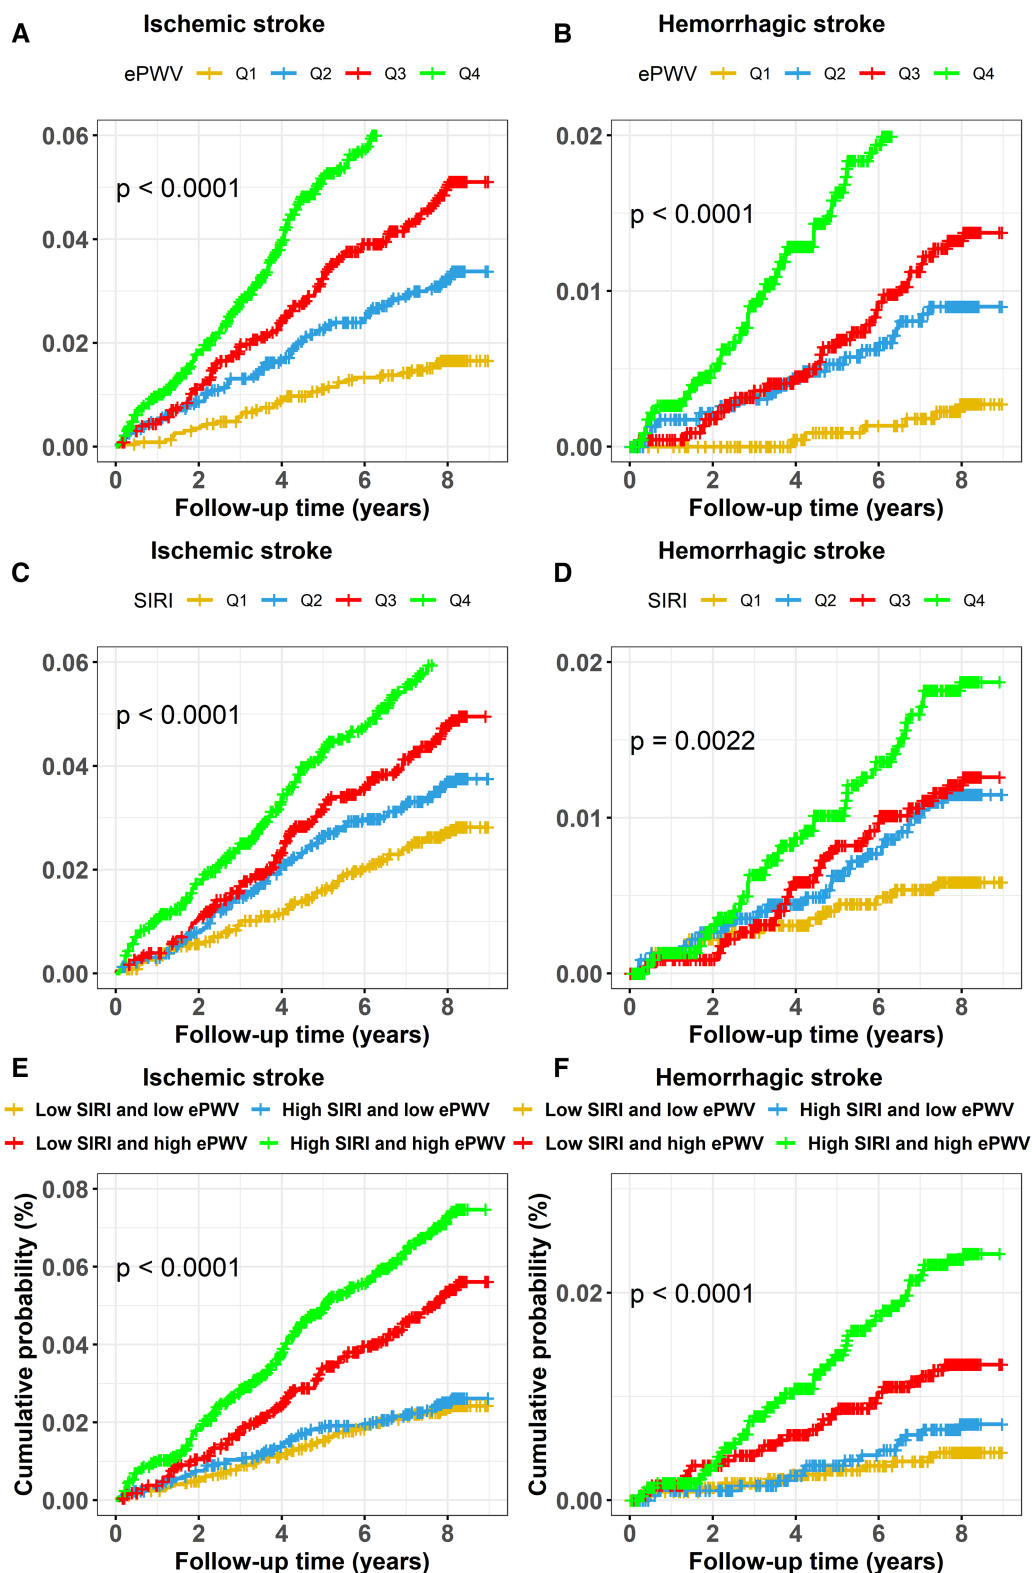 A
Ischemic stroke
ePWV Q1 Q2 Q3 Q4
0.06
0.04
0.02
0.00
p < 0.0001
0 2 4 6 8
Follow-up time (years)
B
Hemorrhagic stroke
ePWV Q1 Q2 Q3 Q4
0.02
0.01
0.00
p < 0.0001
0 2 4 6 8
Follow-up time (years)
C
Ischemic stroke
SIRI Q1 Q2 Q3 Q4
0.06
0.04
0.02
0.00
p < 0.0001
0 2 4 6 8
Follow-up time (years)
D
Hemorrhagic stroke
SIRI Q1 Q2 Q3 Q4
0.02
0.01
0.00
p = 0.0022
0 2 4 6 8
Follow-up time (years)
E
Ischemic stroke
Low SIRI and low ePWV High SIRI and low ePWV
Low SIRI and high ePWV High SIRI and high ePWV
Cumulative probability (%)
0.08
0.06
0.04
0.02
0.00
p < 0.0001
0 2 4 6 8
Follow-up time (years)
F
Hemorrhagic stroke
Low SIRI and low ePWV High SIRI and low ePWV
Low SIRI and high ePWV High SIRI and high ePWV
Cumulative probability (%)
0.02
0.00
p < 0.0001
0 2 4 6 8
Follow-up time (years)